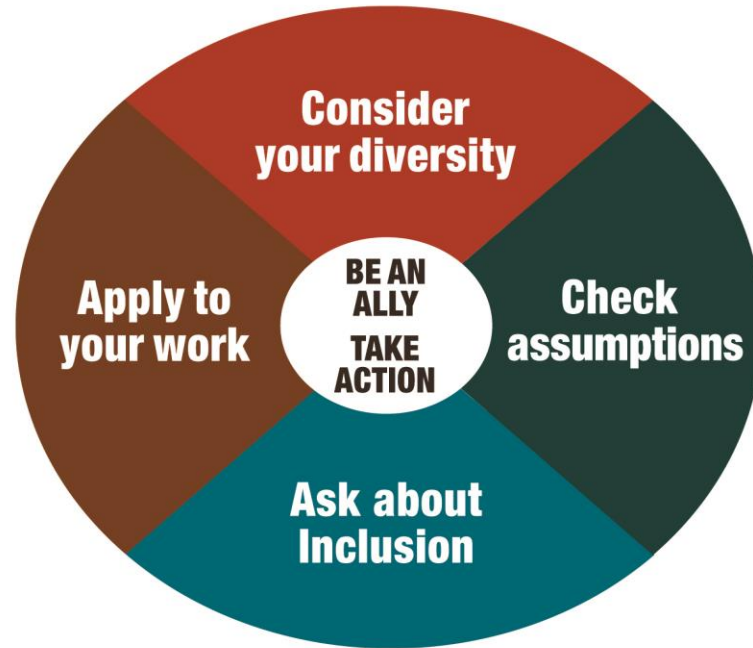 Consider
your diversity
BE AN
ALLY
TAKE
ACTION
Apply to
your work
Check
assumptions
Ask about
Inclusion